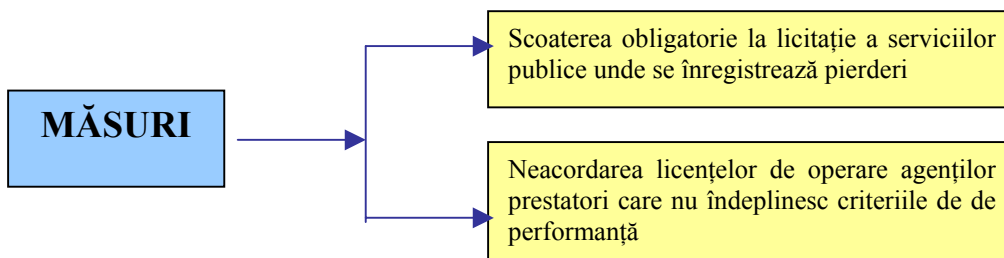 MĂSURI
Scoaterea obligatorie la licitație a serviciilor
publice unde se înregistrează pierderi
Neacordarea licențelor de operare agenților
prestatori care nu îndeplinesc criteriile de de
performanță